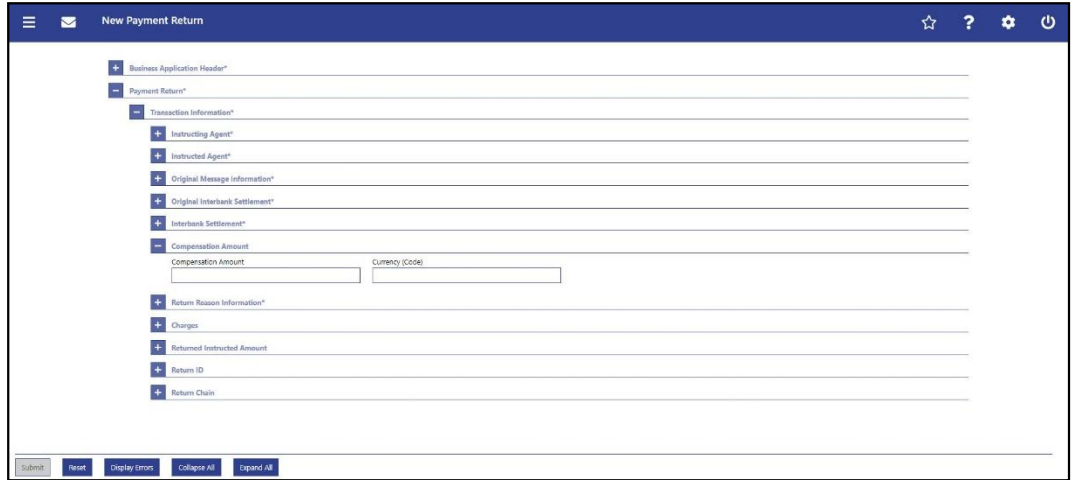 New Payment Return
Business Application Header*
Payment Return*
Transaction Information*
Instructing Agent*
Instructed Agent*
Original Message Information*
Original Interbank Settlement*
Interbank Settlement*
Compensation Amount
Compensation Amount Currency (Code)
Return Reason Information*
Charges
Returned Instructed Amount
Return ID
Return Chain
Submit Reset Display Errors Collapse All Expand All